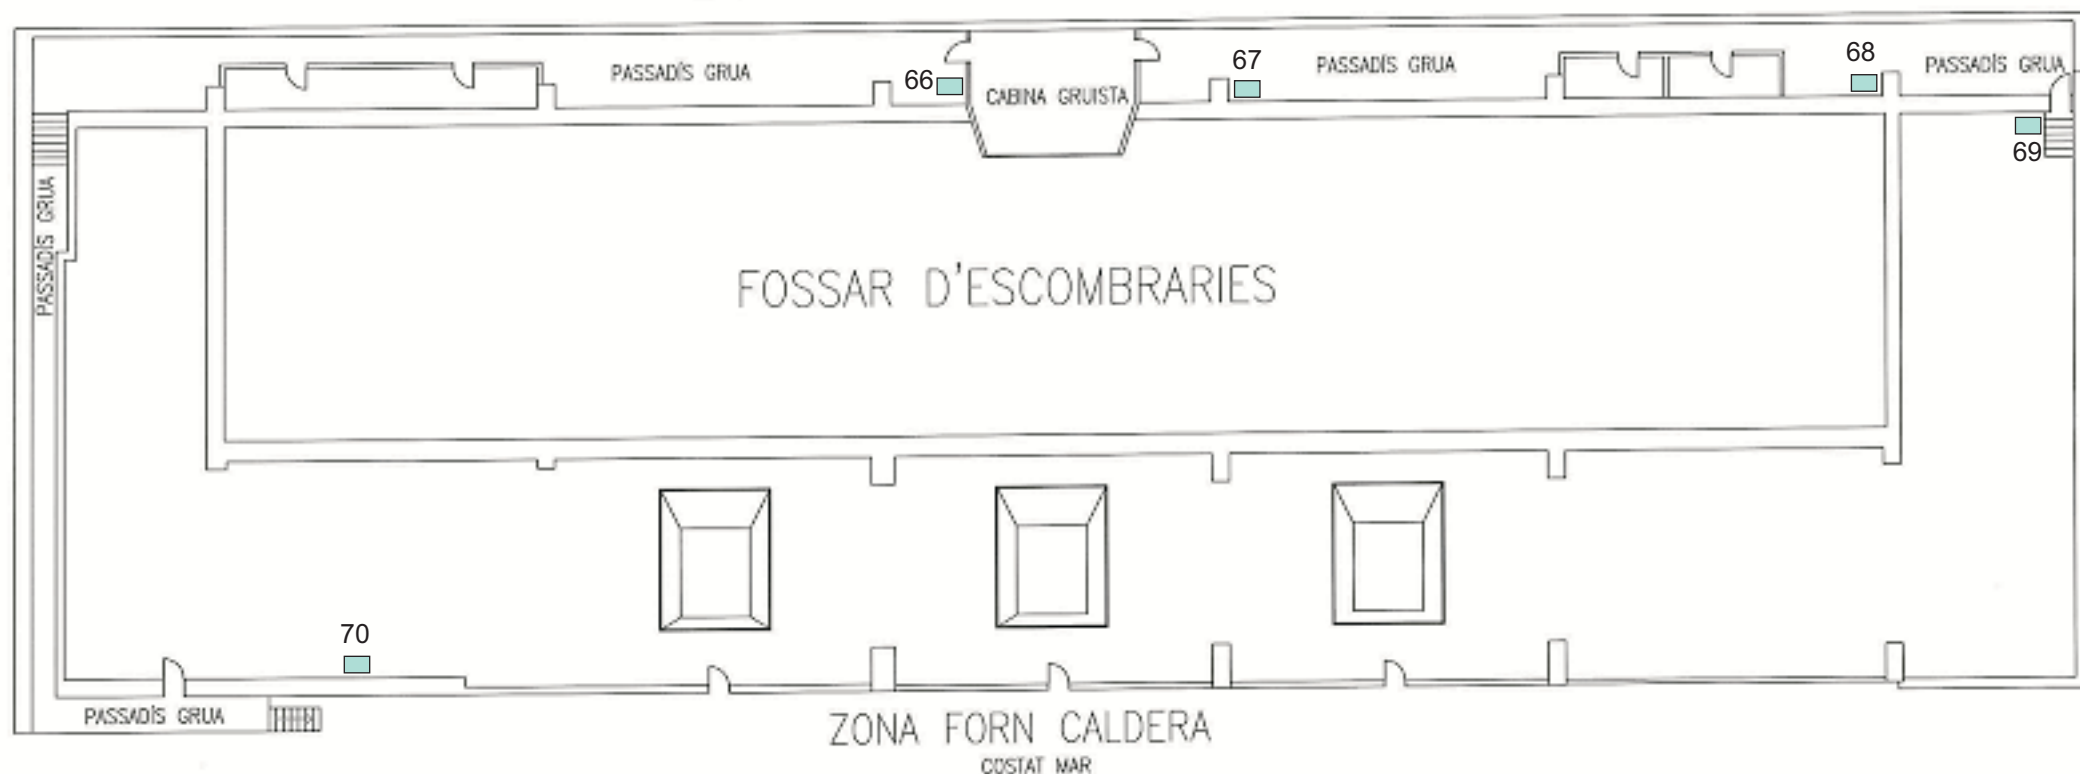 67
68
PASSADÍS GRUA
PASSADÍS GRUA
PASSADÍS GRUA
66
CABINA GRUISTA
69
PASSADÍS GRUA
FOSSAR D'ESCOMBRARIES
70
PASSADÍS GRUA
ZONA FORN CALDERA
COSTAT MAR